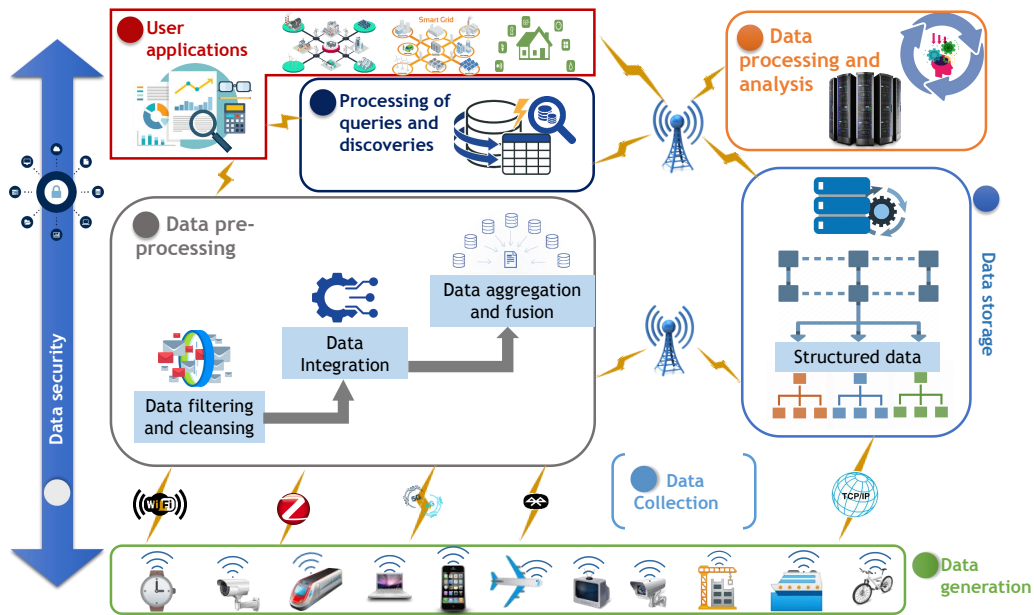 User
applications
Smart Grid
Data
processing and
analysis
Processing of
queries and
discoveries
Data pre-
processing
Data aggregation
and fusion
Data
Integration
Data filtering
and cleansing
Data storage
Structured data
Data security
Data
Collection
WiFi
5G
TCP/IP
Data
generation